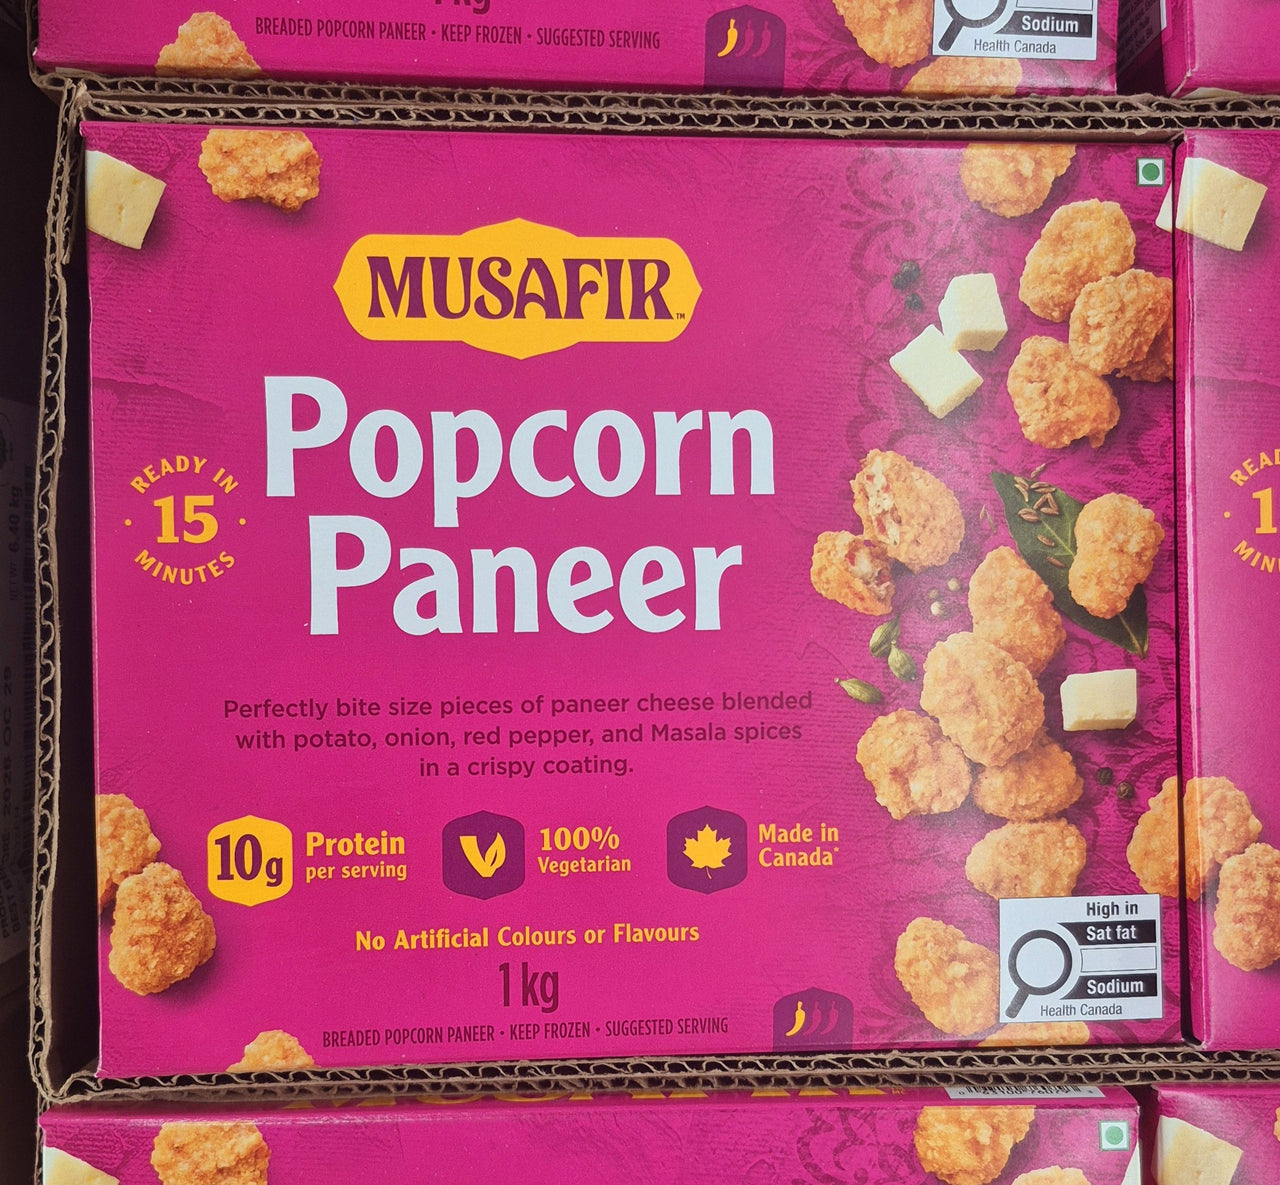 BREADED POPCORN PANEER • KEEP FROZEN • SUGGESTED SERVING
Sodium
Health Canada
MUSAFIR™
Popcorn
Paneer
READY IN
15
MINUTES
Perfectly bite size pieces of paneer cheese blended
with potato, onion, red pepper, and Masala spices
in a crispy coating.
10g
Protein
per serving
100%
Vegetarian
Made in
Canada*
No Artificial Colours or Flavours
1 kg
BREADED POPCORN PANEER • KEEP FROZEN • SUGGESTED SERVING
High in
Sat fat
Sodium
Health Canada